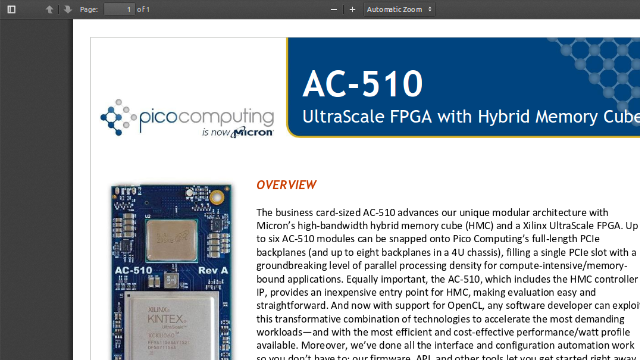 Page: 1 of 1
Automatic Zoom
AC-510
UltraScale FPGA with Hybrid Memory Cube
picocomputing
is now Micron
OVERVIEW
The business card-sized AC-510 advances our unique modular architecture with
Micron's high-bandwidth hybrid memory cube (HMC) and a Xilinx UltraScale FPGA. Up
to six AC-510 modules can be snapped onto Pico Computing's full-length PCIe
backplanes (and up to eight backplanes in a 4U chassis), filling a single PCIe slot with a
groundbreaking level of parallel processing density for compute-intensive/memory-
bound applications. Equally important, the AC-510, which includes the HMC controller
IP, provides an inexpensive entry point for HMC, making evaluation easy and
straightforward. And now with support for OpenCL, any software developer can exploi
this transformative combination of technologies to accelerate the most demanding
workloads—and with the most efficient and cost-effective performance/watt profile
available. Moreover, we've done all the interface and configuration automation work
so you don't have to: our firmware, API, and other tools let you get started right away
AC-510 Rev A
XILINX
KINTEX
UltraScale